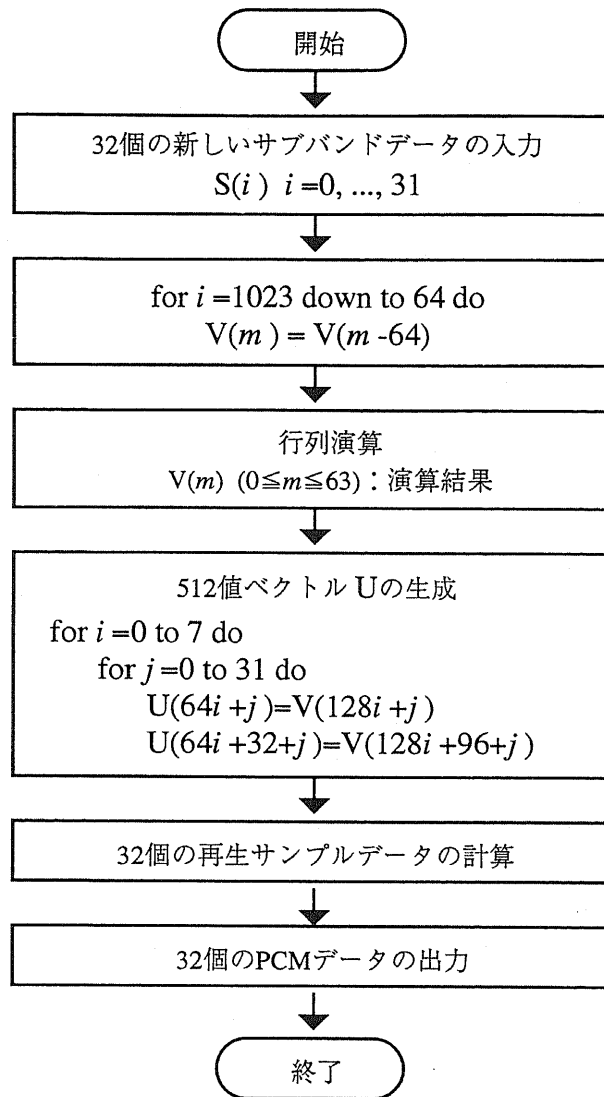 開始
32個の新しいサブバンドデータの入力
S(i) i=0, ..., 31
for i =1023 down to 64 do
V(m ) = V(m -64)
行列演算
V(m) (0≦m≦63)：演算結果
512値ベクトル Uの生成
for i =0 to 7 do
for j =0 to 31 do
U(64i +j )=V(128i +j )
U(64i +32+j )=V(128i +96+j )
32個の再生サンプルデータの計算
32個のPCMデータの出力
終了